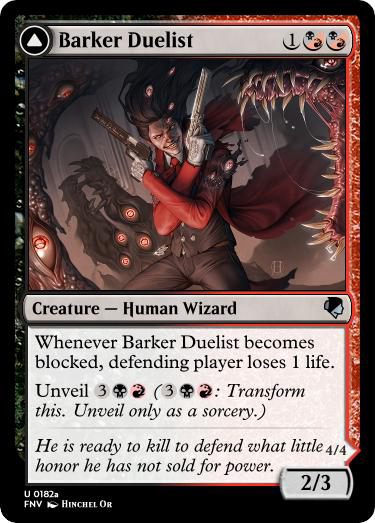 Barker Duelist 1
Creature — Human Wizard
Whenever Barker Duelist becomes
blocked, defending player loses 1 life.
Unveil 3 (3 : Transform
this. Unveil only as a sorcery.)
He is ready to kill to defend what little
honor he has not sold for power.
4/4
2/3
U 0182a
FNV HINCHEL OR